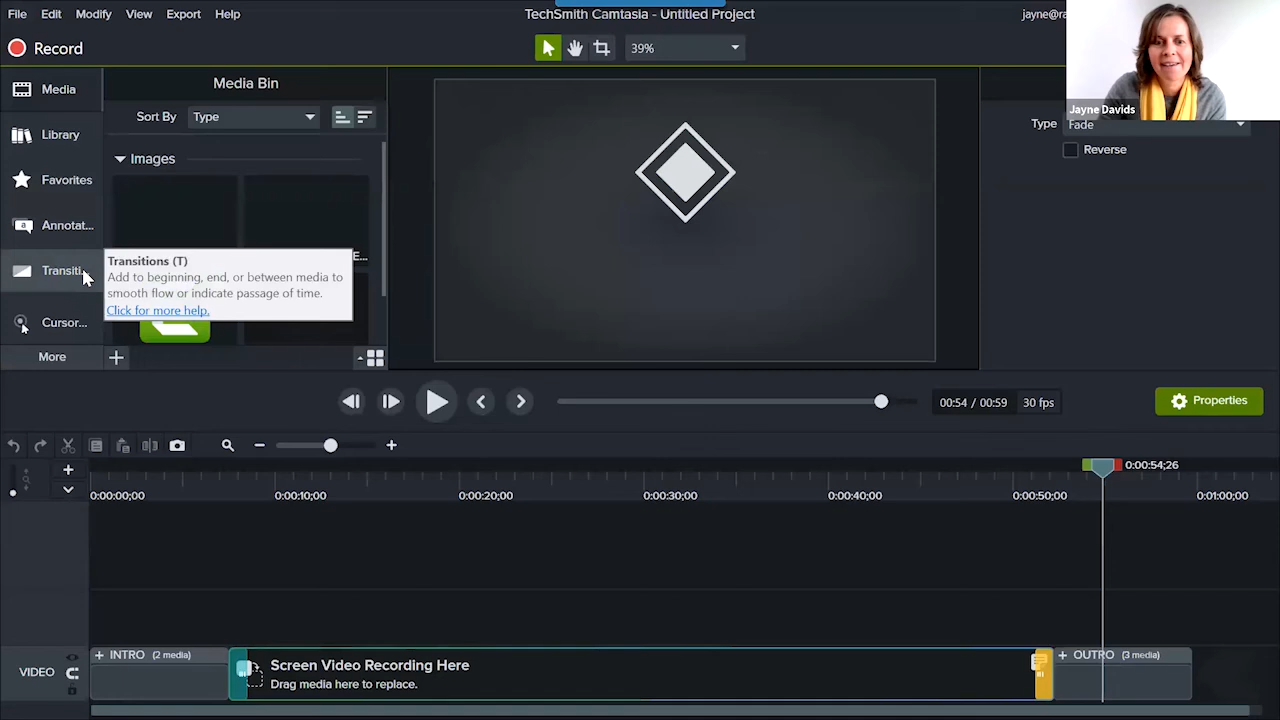 File Edit Modify View Export Help
TechSmith Camtasia - Untitled Project
jayne@ra
Record
39%
Media
Media Bin
Jayne Davids
Sort By Type
Type Fade
Library
Reverse
Images
Favorites
Annotat...
E...
Transiti...
Transitions (T)
Add to beginning, end, or between media to
smooth flow or indicate passage of time.
Click for more help.
Cursor...
More
00:54 / 00:59 30 fps
Properties
0:00:54;26
0:00:00;00 0:00:10;00 0:00:20;00 0:00:30;00 0:00:40;00 0:00:50;00 0:01:00;00
VIDEO
+ INTRO (2 media)
Screen Video Recording Here
Drag media here to replace.
+ OUTRO (3 media)